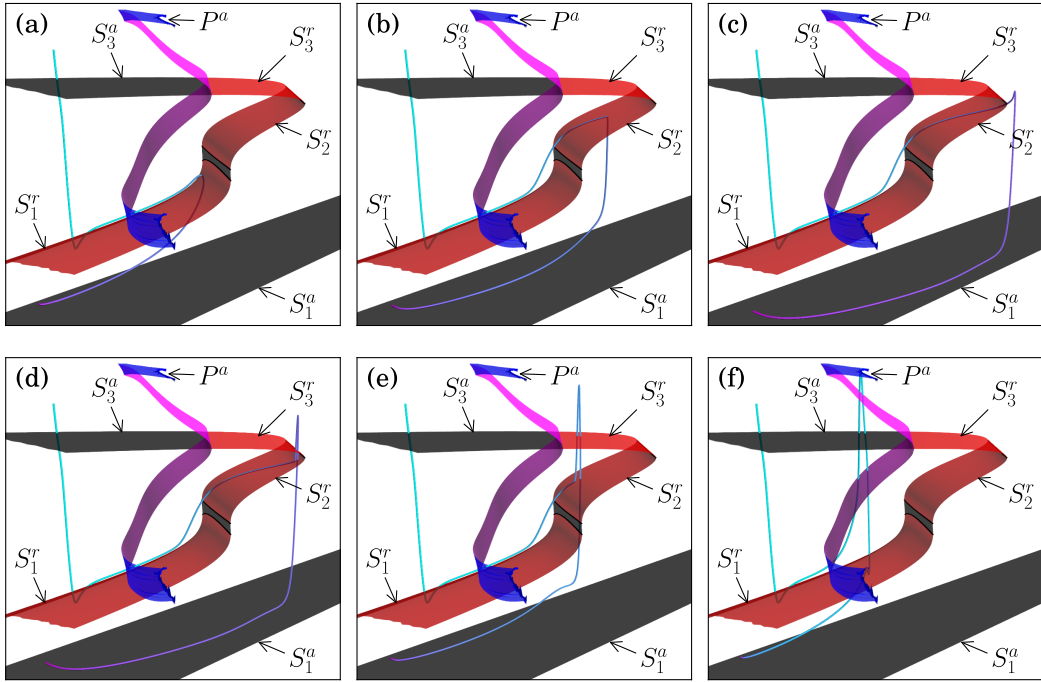 (a) P^a
S_3^a S_3^r
S_2^r
S_1^r
S_1^a
(b) P^a
S_3^a S_3^r
S_2^r
S_1^r
S_1^a
(c) P^a
S_3^a S_3^r
S_2^r
S_1^r
S_1^a
(d) P^a
S_3^a S_3^r
S_2^r
S_1^r
S_1^a
(e) P^a
S_3^a S_3^r
S_2^r
S_1^r
S_1^a
(f) P^a
S_3^a S_3^r
S_2^r
S_1^r
S_1^a